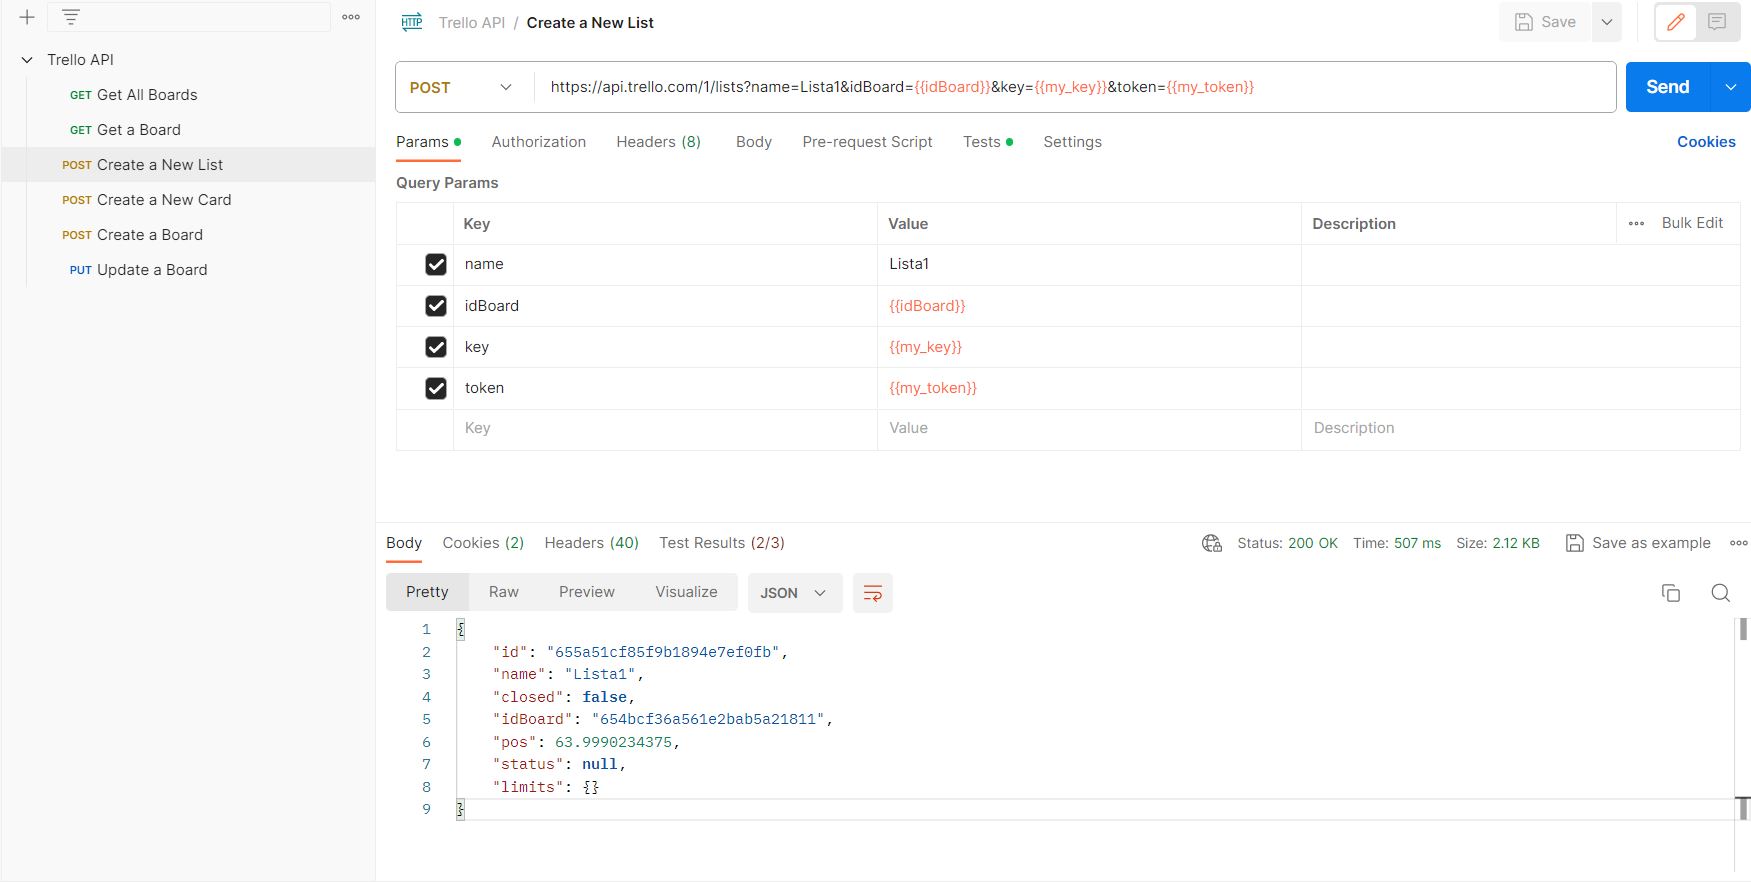 HTTP Trello API / Create a New List Save
Trello API
GET Get All Boards
GET Get a Board
POST Create a New List
POST Create a New Card
POST Create a Board
PUT Update a Board
POST https://api.trello.com/1/lists?name=Lista1&idBoard={{idBoard}}&key={{my_key}}&token={{my_token}} Send
Params Authorization Headers (8) Body Pre-request Script Tests Settings Cookies
Query Params
Key Value Description Bulk Edit
name Lista1
idBoard {{idBoard}}
key {{my_key}}
token {{my_token}}
Key Value Description
Body Cookies (2) Headers (40) Test Results (2/3) Status: 200 OK Time: 507 ms Size: 2.12 KB Save as example
Pretty Raw Preview Visualize JSON
1 {
2 "id": "655a51cf85f9b1894e7ef0fb",
3 "name": "Lista1",
4 "closed": false,
5 "idBoard": "654bcf36a561e2bab5a21811",
6 "pos": 63.9990234375,
7 "status": null,
8 "limits": {}
9 }